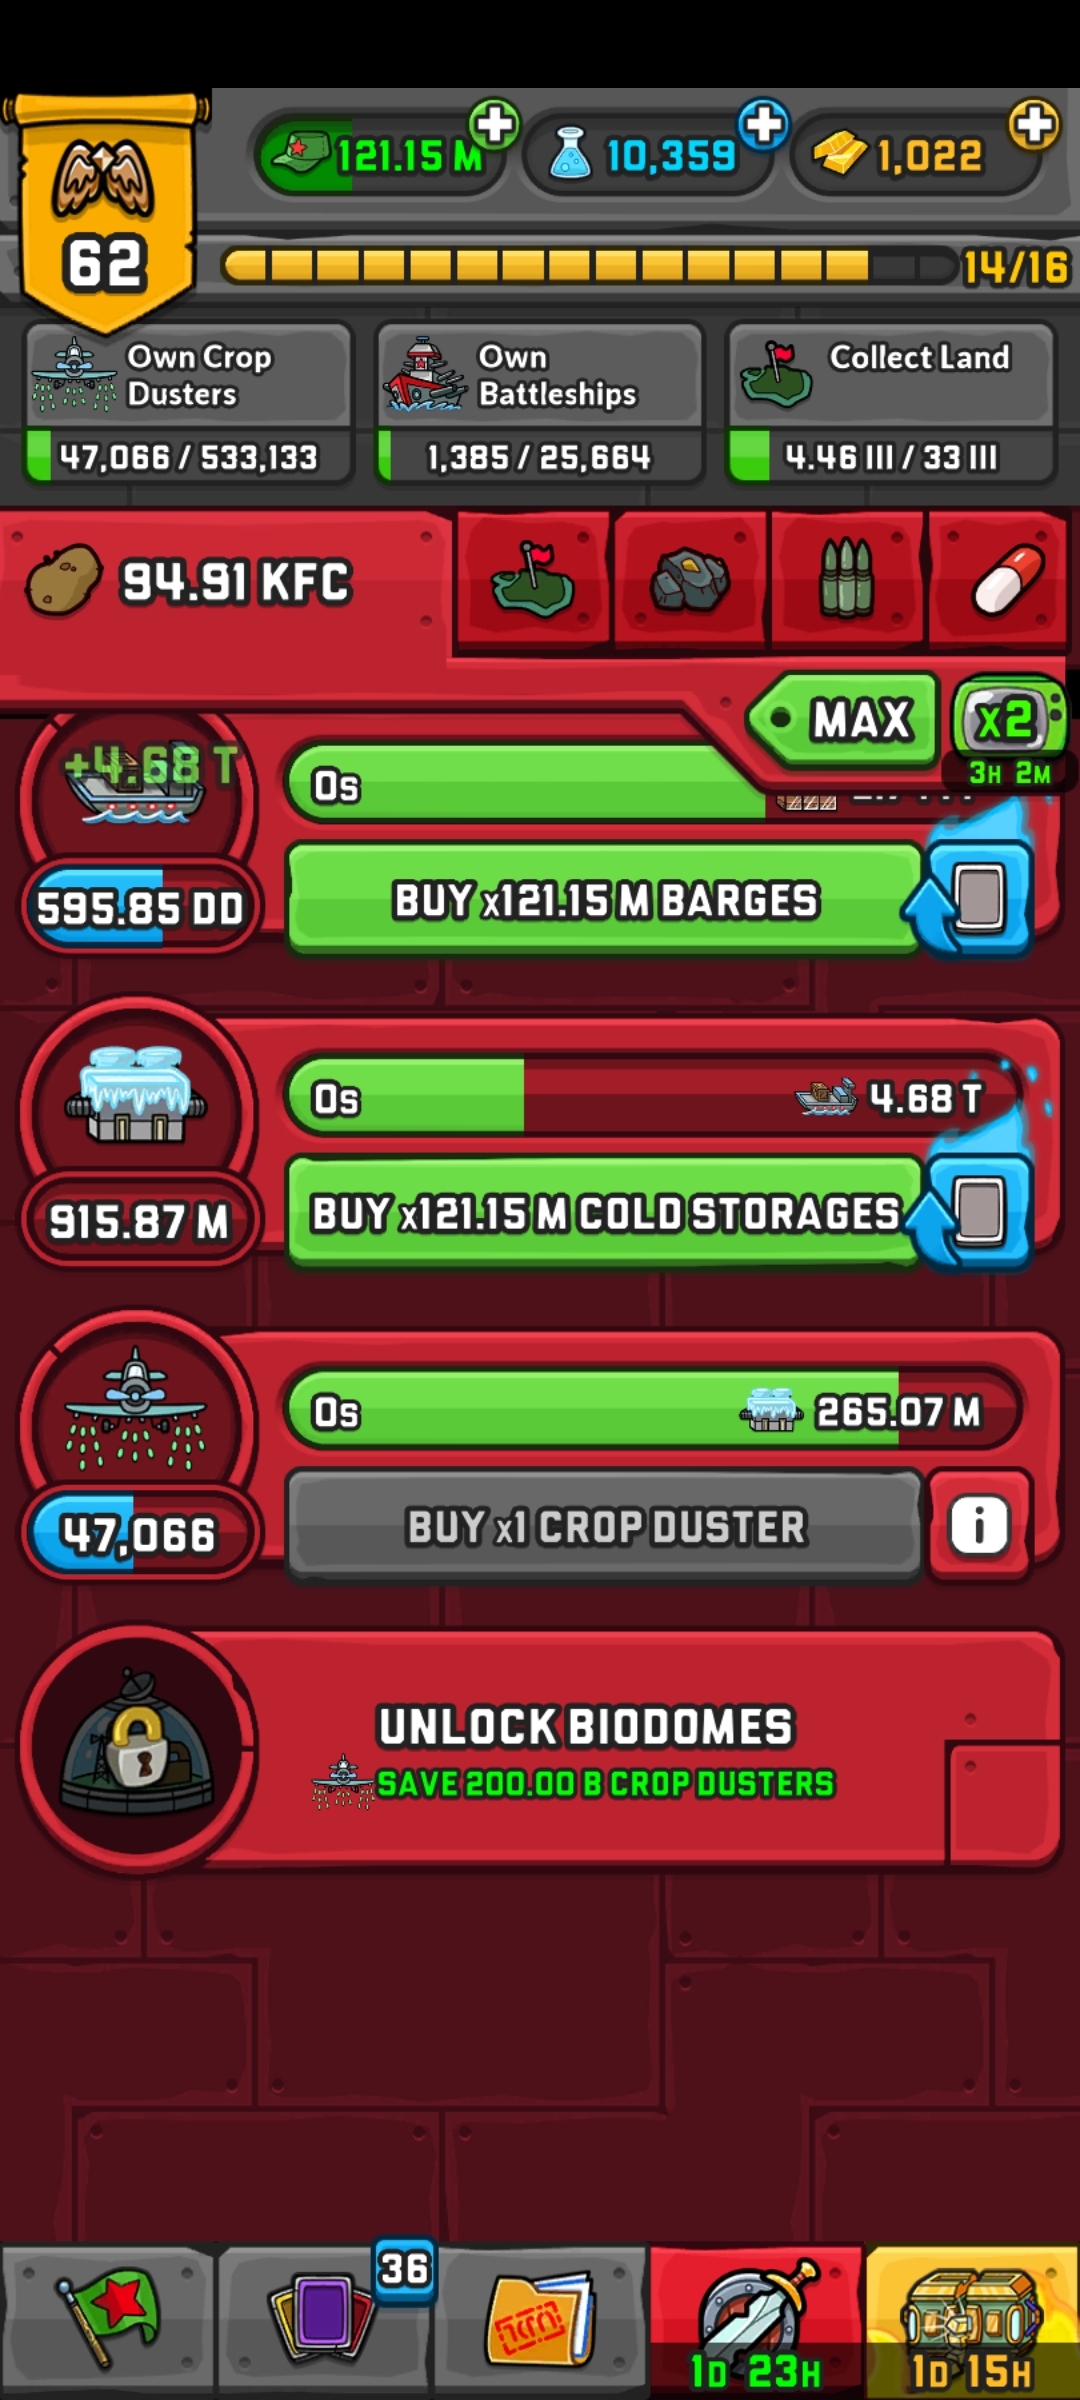 121.15 M
10,359
1,022
62
14/16
Own Crop
Dusters
47,066 / 533,133
Own
Battleships
1,385 / 25,664
Collect Land
4.46 III / 33 III
94.91 KFC
MAX
x2
3H 2M
+4.68 T
0s
595.85 DD
BUY x121.15 M BARGES
0s
4.68 T
915.87 M
BUY x121.15 M COLD STORAGES
0s
265.07 M
47,066
BUY x1 CROP DUSTER
i
UNLOCK BIODOMES
SAVE 200.00 B CROP DUSTERS
36
1D 23H
1D 15H